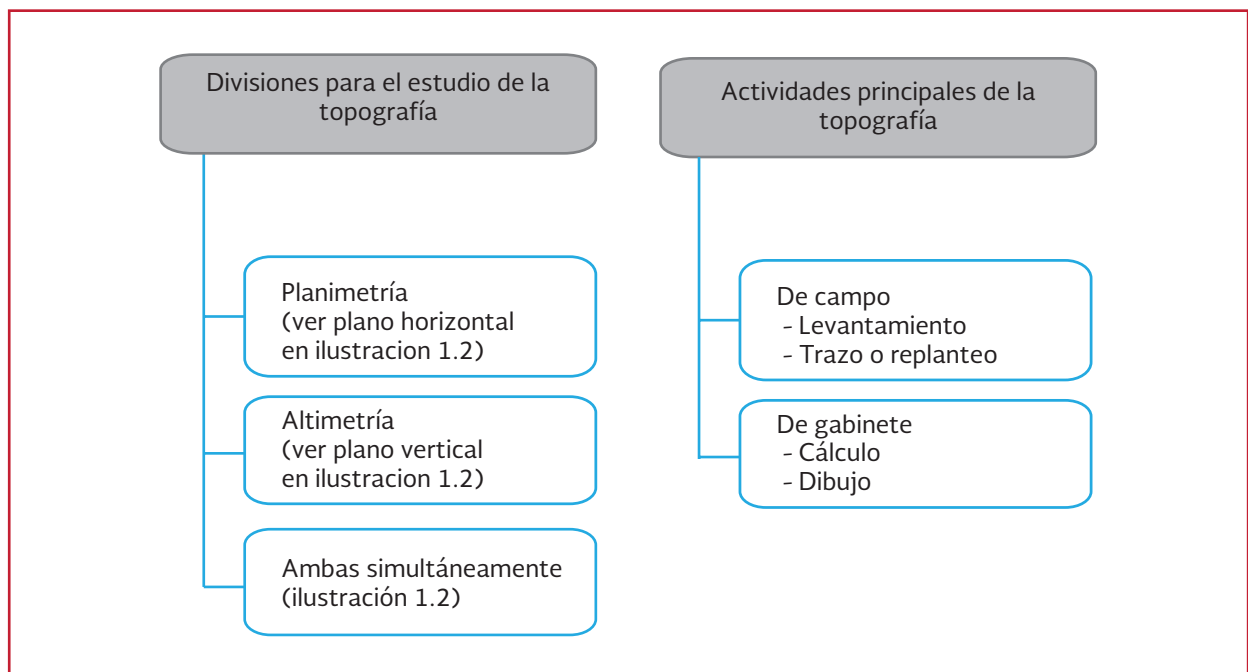 Divisiones para el estudio de la
topografía
Planimetría
(ver plano horizontal
en ilustracion 1.2)
Altimetría
(ver plano vertical
en ilustracion 1.2)
Ambas simultáneamente
(ilustración 1.2)
Actividades principales de la
topografía
De campo
- Levantamiento
- Trazo o replanteo
De gabinete
- Cálculo
- Dibujo